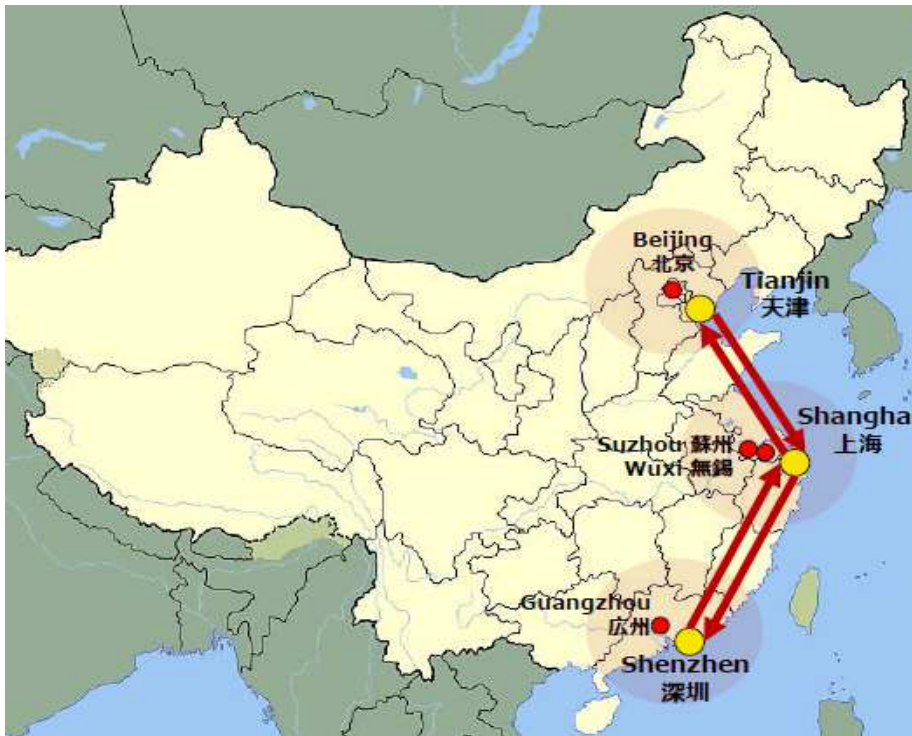 Beijing
北京
Tianjin
天津
Shangha
上海
Suzhou 蘇州
Wuxi 無錫
Guangzhou
広州
Shenzhen
深圳